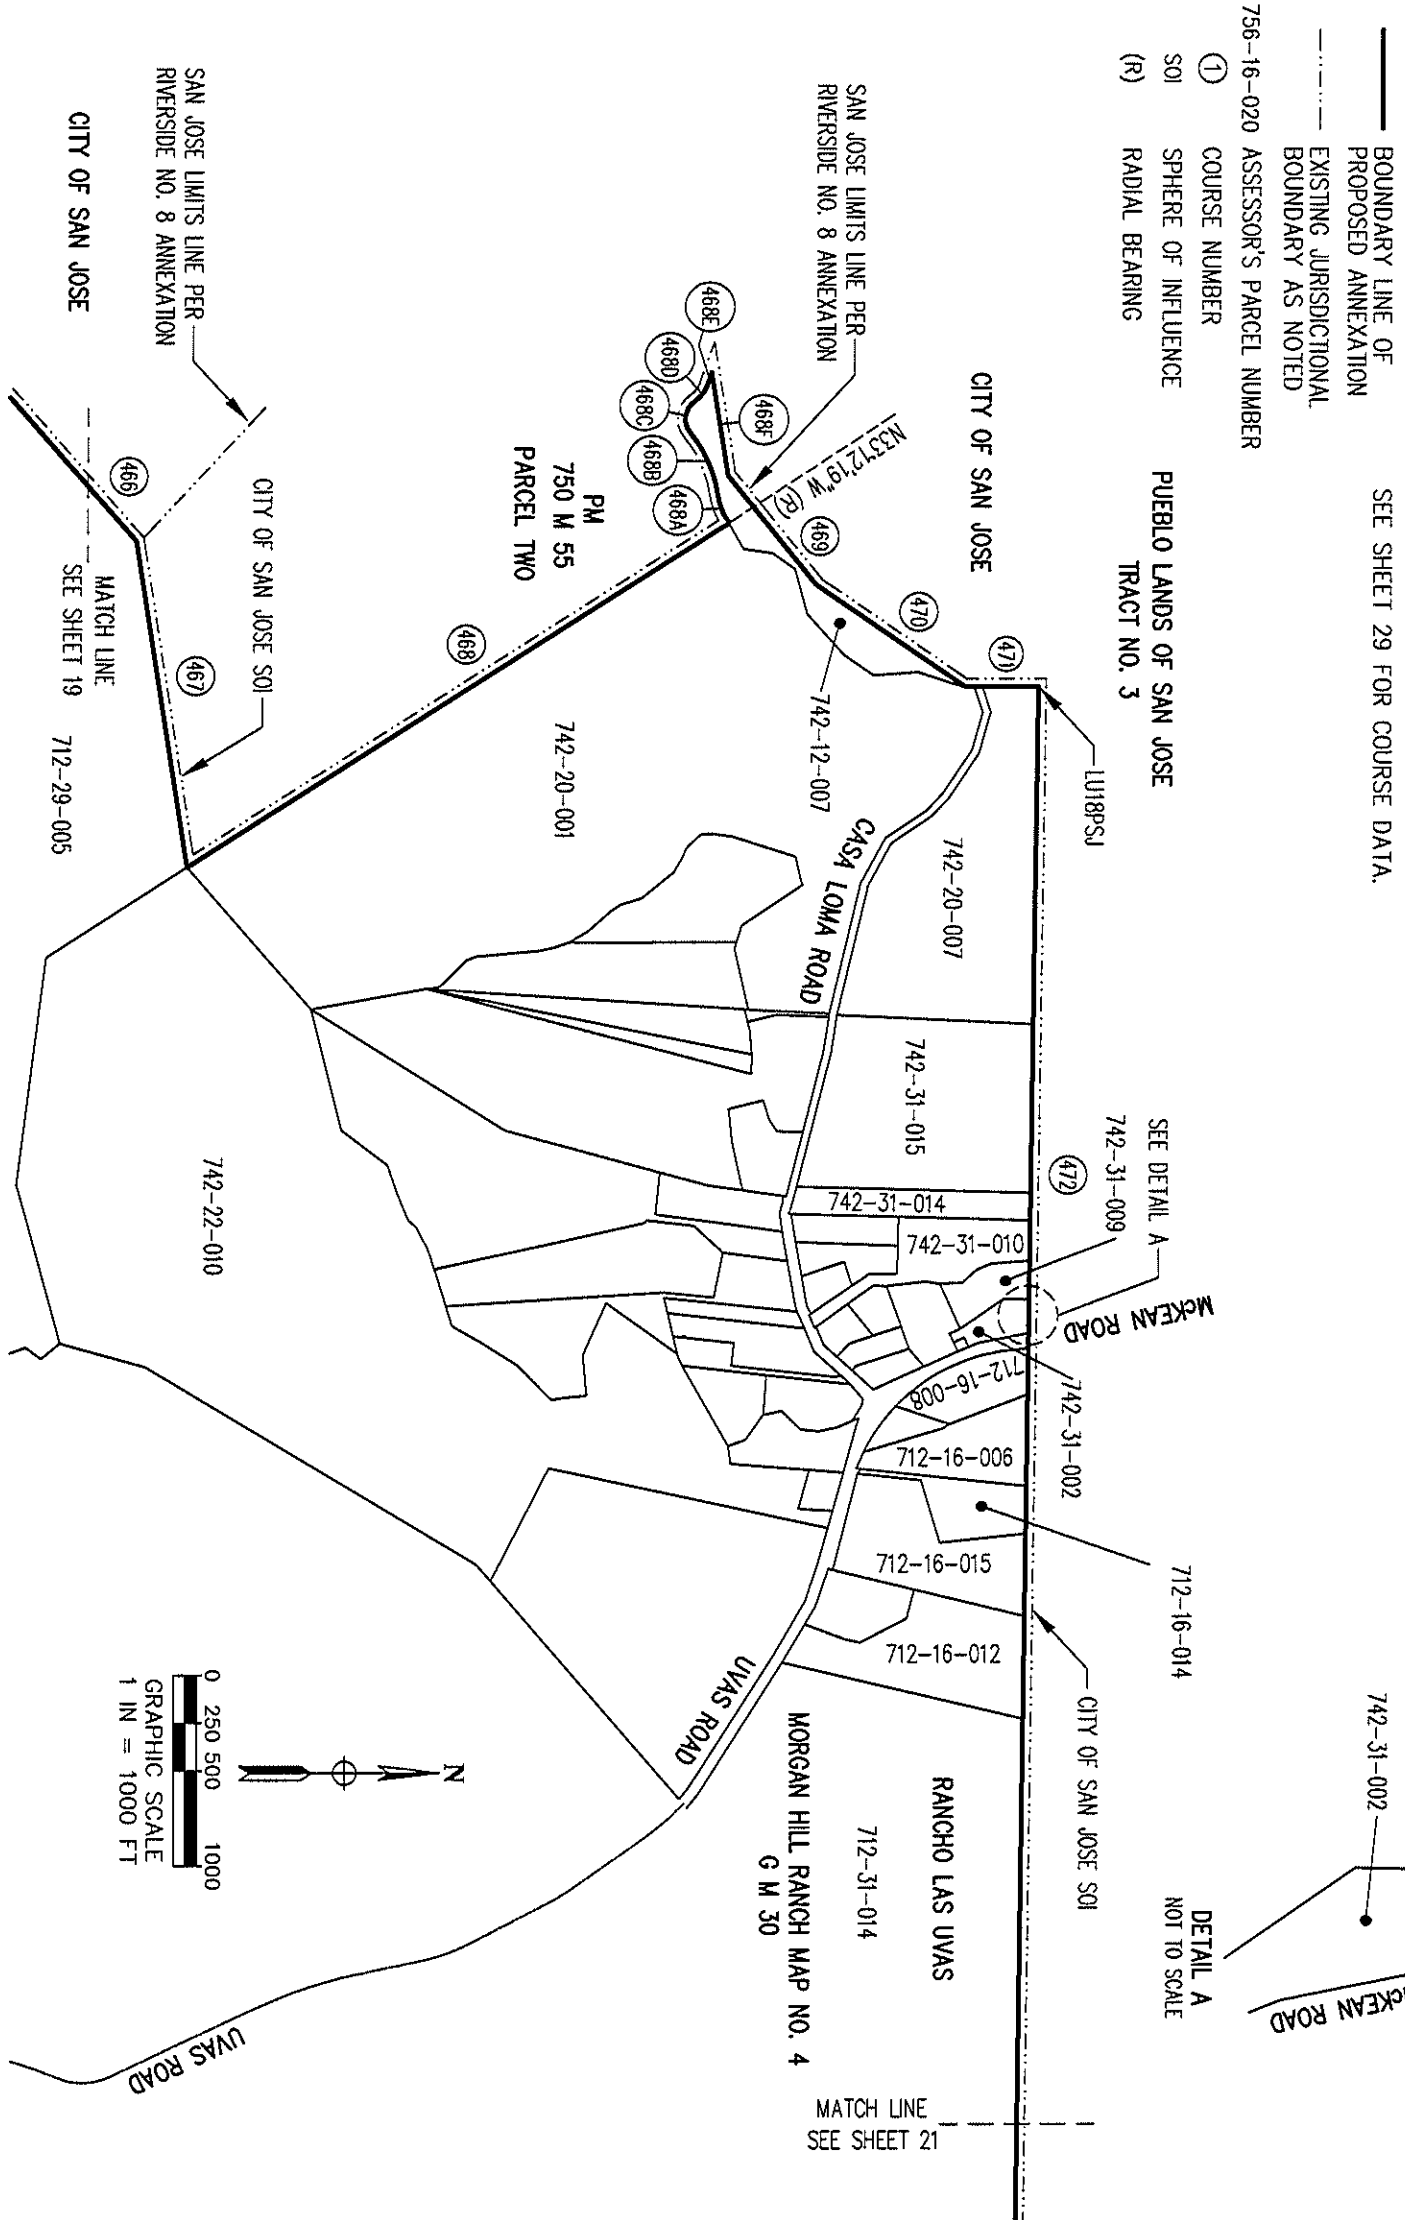 BOUNDARY LINE OF
PROPOSED ANNEXATION
EXISTING JURISDICTIONAL
BOUNDARY AS NOTED
756-16-020 ASSESSOR'S PARCEL NUMBER
1 COURSE NUMBER
SOI SPHERE OF INFLUENCE
(R) RADIAL BEARING
SEE SHEET 29 FOR COURSE DATA.
PUEBLO LANDS OF SAN JOSE
TRACT NO. 3
CITY OF SAN JOSE
SAN JOSE LIMITS LINE PER
RIVERSIDE NO. 8 ANNEXATION
N33°12'19"W
(R)
468E
468D
468C
468B
468A
468F
469
470
471
LU18PSJ
PM
750 M 55
PARCEL TWO
SAN JOSE LIMITS LINE PER
RIVERSIDE NO. 8 ANNEXATION
CITY OF SAN JOSE
466
CITY OF SAN JOSE SOI
467
468
MATCH LINE
SEE SHEET 19
712-29-005
742-12-007
742-20-001
742-20-007
CASA LOMA ROAD
742-31-015
742-31-014
742-31-010
472
SEE DETAIL A
742-31-009
McKEAN ROAD
742-31-002
712-16-008
712-16-006
712-16-014
712-16-015
712-16-012
742-22-010
UVAS ROAD
CITY OF SAN JOSE SOI
RANCHO LAS UVAS
712-31-014
MORGAN HILL RANCH MAP NO. 4
G M 30
742-31-002
DETAIL A
NOT TO SCALE
ROAD
MATCH LINE
SEE SHEET 21
UVAS ROAD
N
0 250 500 1000
GRAPHIC SCALE
1 IN = 1000 FT